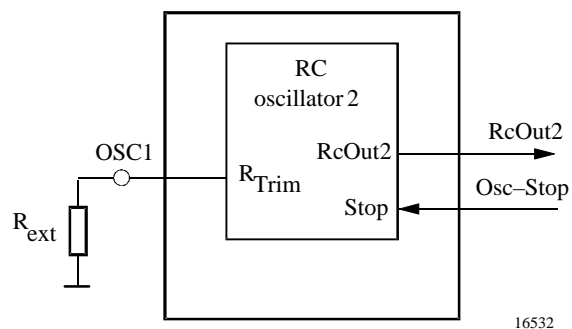 RC
oscillator 2
RcOut2
RcOut2
OSC1
RTrim
Osc–Stop
Stop
Rext
16532